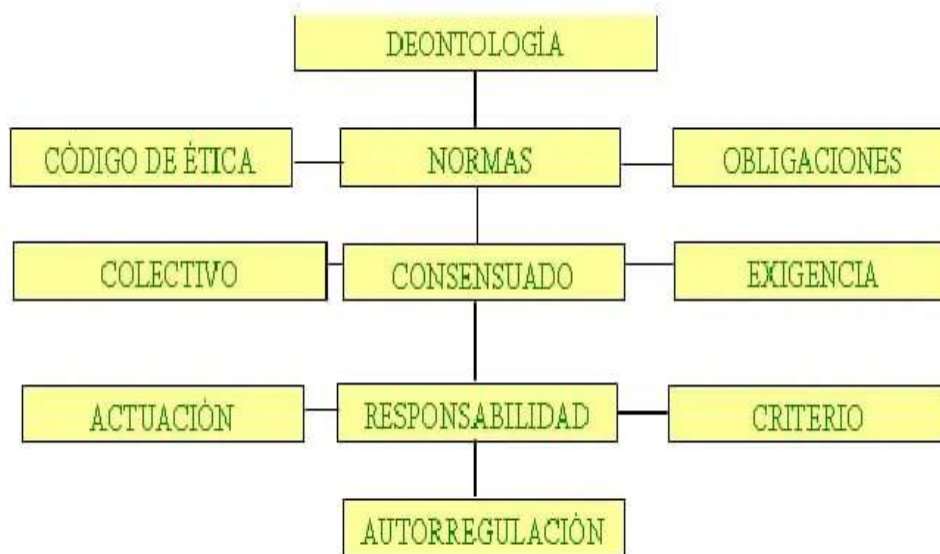 DEONTOLOGÍA
CÓDIGO DE ÉTICA
NORMAS
OBLIGACIONES
COLECTIVO
CONSENSUADO
EXIGENCIA
ACTUACIÓN
RESPONSABILIDAD
CRITERIO
AUTORREGULACIÓN